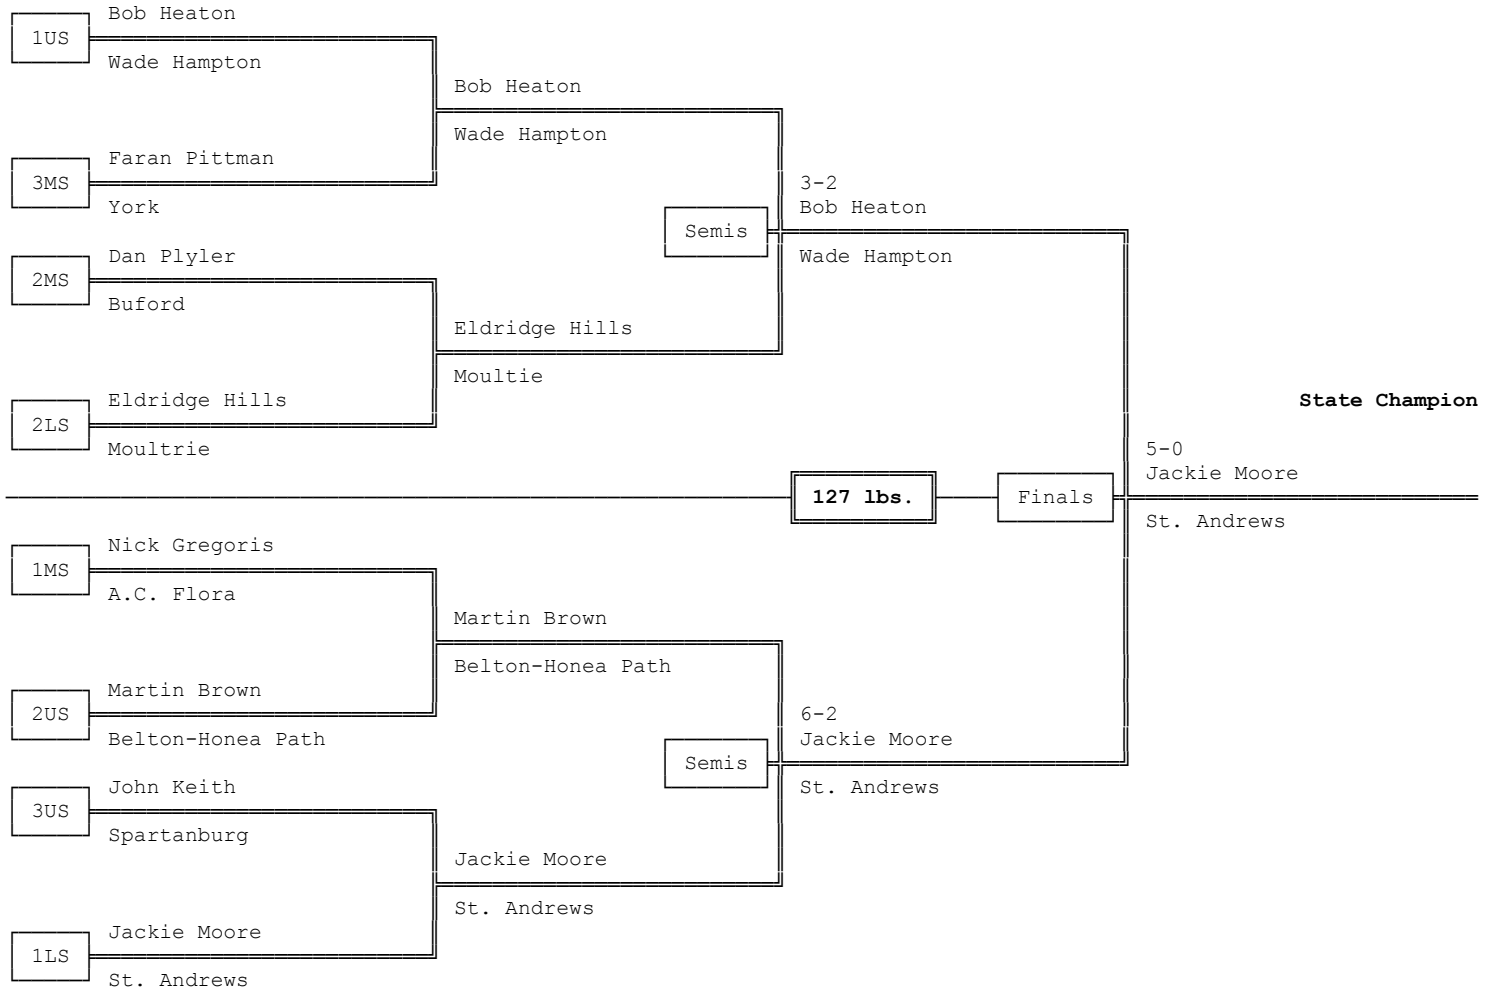 Bob Heaton
1US
Wade Hampton
Bob Heaton
Wade Hampton
Faran Pittman
3MS
3-2
York
Bob Heaton
Semis
Dan Plyler
Wade Hampton
2MS
Buford
Eldridge Hills
Moultie
Eldridge Hills
State Champion
2LS
Moultrie
5-0
Jackie Moore
127 lbs.
Finals
St. Andrews
Nick Gregoris
1MS
A.C. Flora
Martin Brown
Belton-Honea Path
Martin Brown
2US
6-2
Belton-Honea Path
Jackie Moore
Semis
John Keith
St. Andrews
3US
Spartanburg
Jackie Moore
St. Andrews
Jackie Moore
1LS
St. Andrews